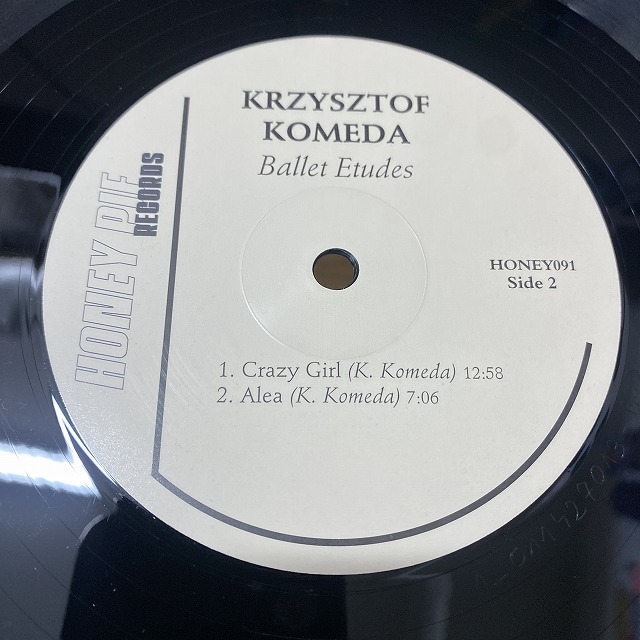 KRZYSZTOF
KOMEDA
Ballet Etudes
HONEY PIE
RECORDS
HONEY091
Side 2
1. Crazy Girl (K. Komeda) 12:58
2. Alea (K. Komeda) 7:06